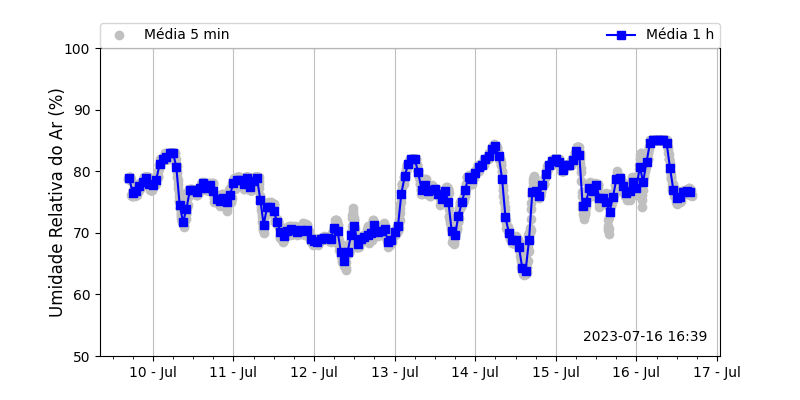 Média 5 min
Média 1 h
Umidade Relativa do Ar (%)
100
90
80
70
60
50
2023-07-16 16:39
10 - Jul
11 - Jul
12 - Jul
13 - Jul
14 - Jul
15 - Jul
16 - Jul
17 - Jul